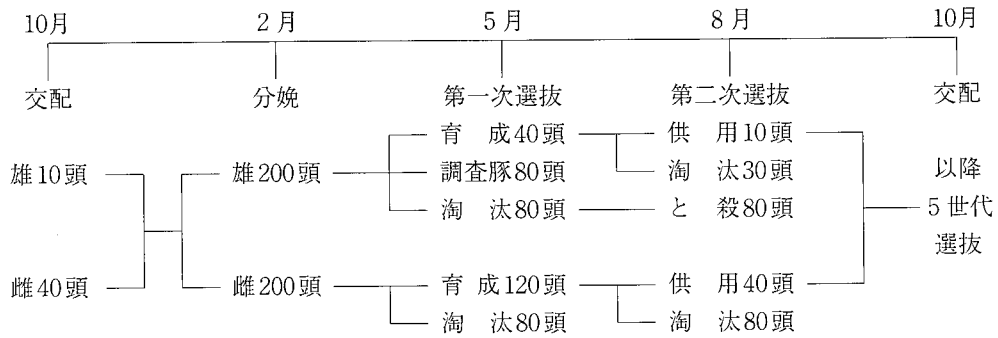 10月 2月 5月 8月 10月
交配 分娩 第一次選抜 第二次選抜 交配
育成40頭 供用10頭
雄10頭 雄200頭 調査豚80頭 淘汰30頭 以降
淘汰80頭 と殺80頭 5世代
選抜
雌40頭 雌200頭 育成120頭 供用40頭
淘汰80頭 淘汰80頭